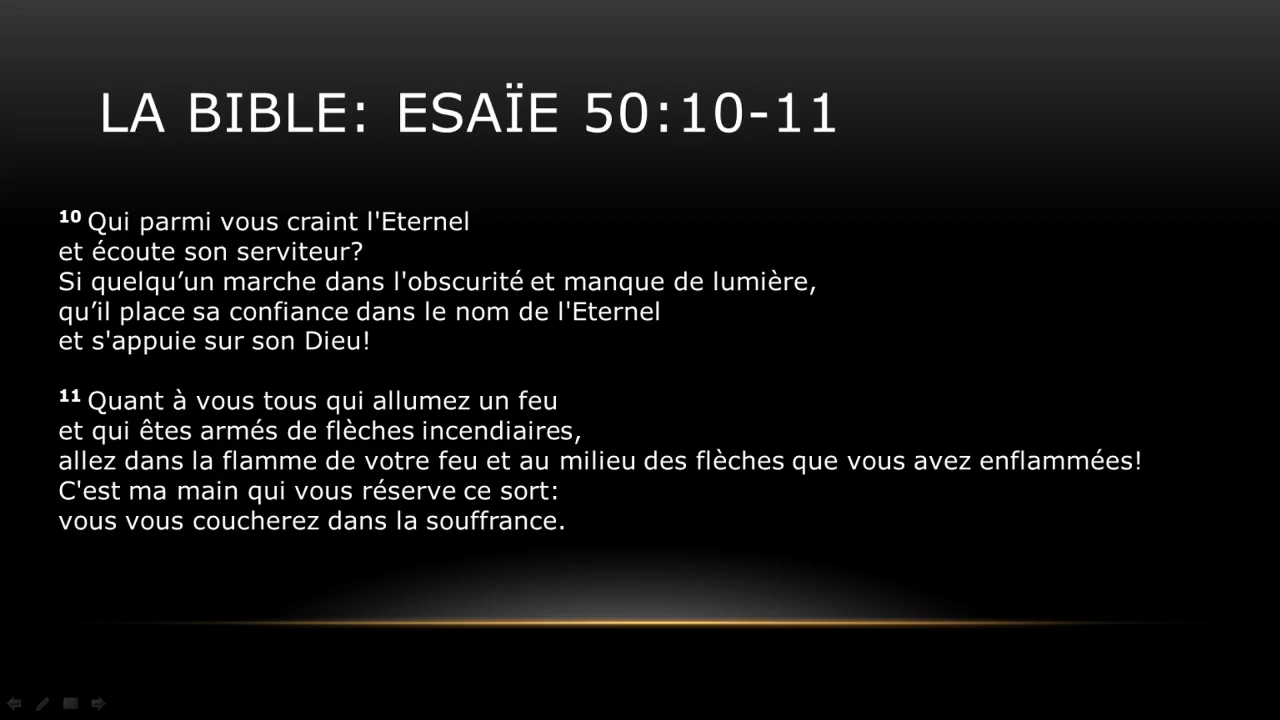 LA BIBLE: ESAÏE 50:10-11
10 Qui parmi vous craint l'Eternel
et écoute son serviteur?
Si quelqu’un marche dans l'obscurité et manque de lumière,
qu’il place sa confiance dans le nom de l'Eternel
et s'appuie sur son Dieu!
11 Quant à vous tous qui allumez un feu
et qui êtes armés de flèches incendiaires,
allez dans la flamme de votre feu et au milieu des flèches que vous avez enflammées!
C'est ma main qui vous réserve ce sort:
vous vous coucherez dans la souffrance.